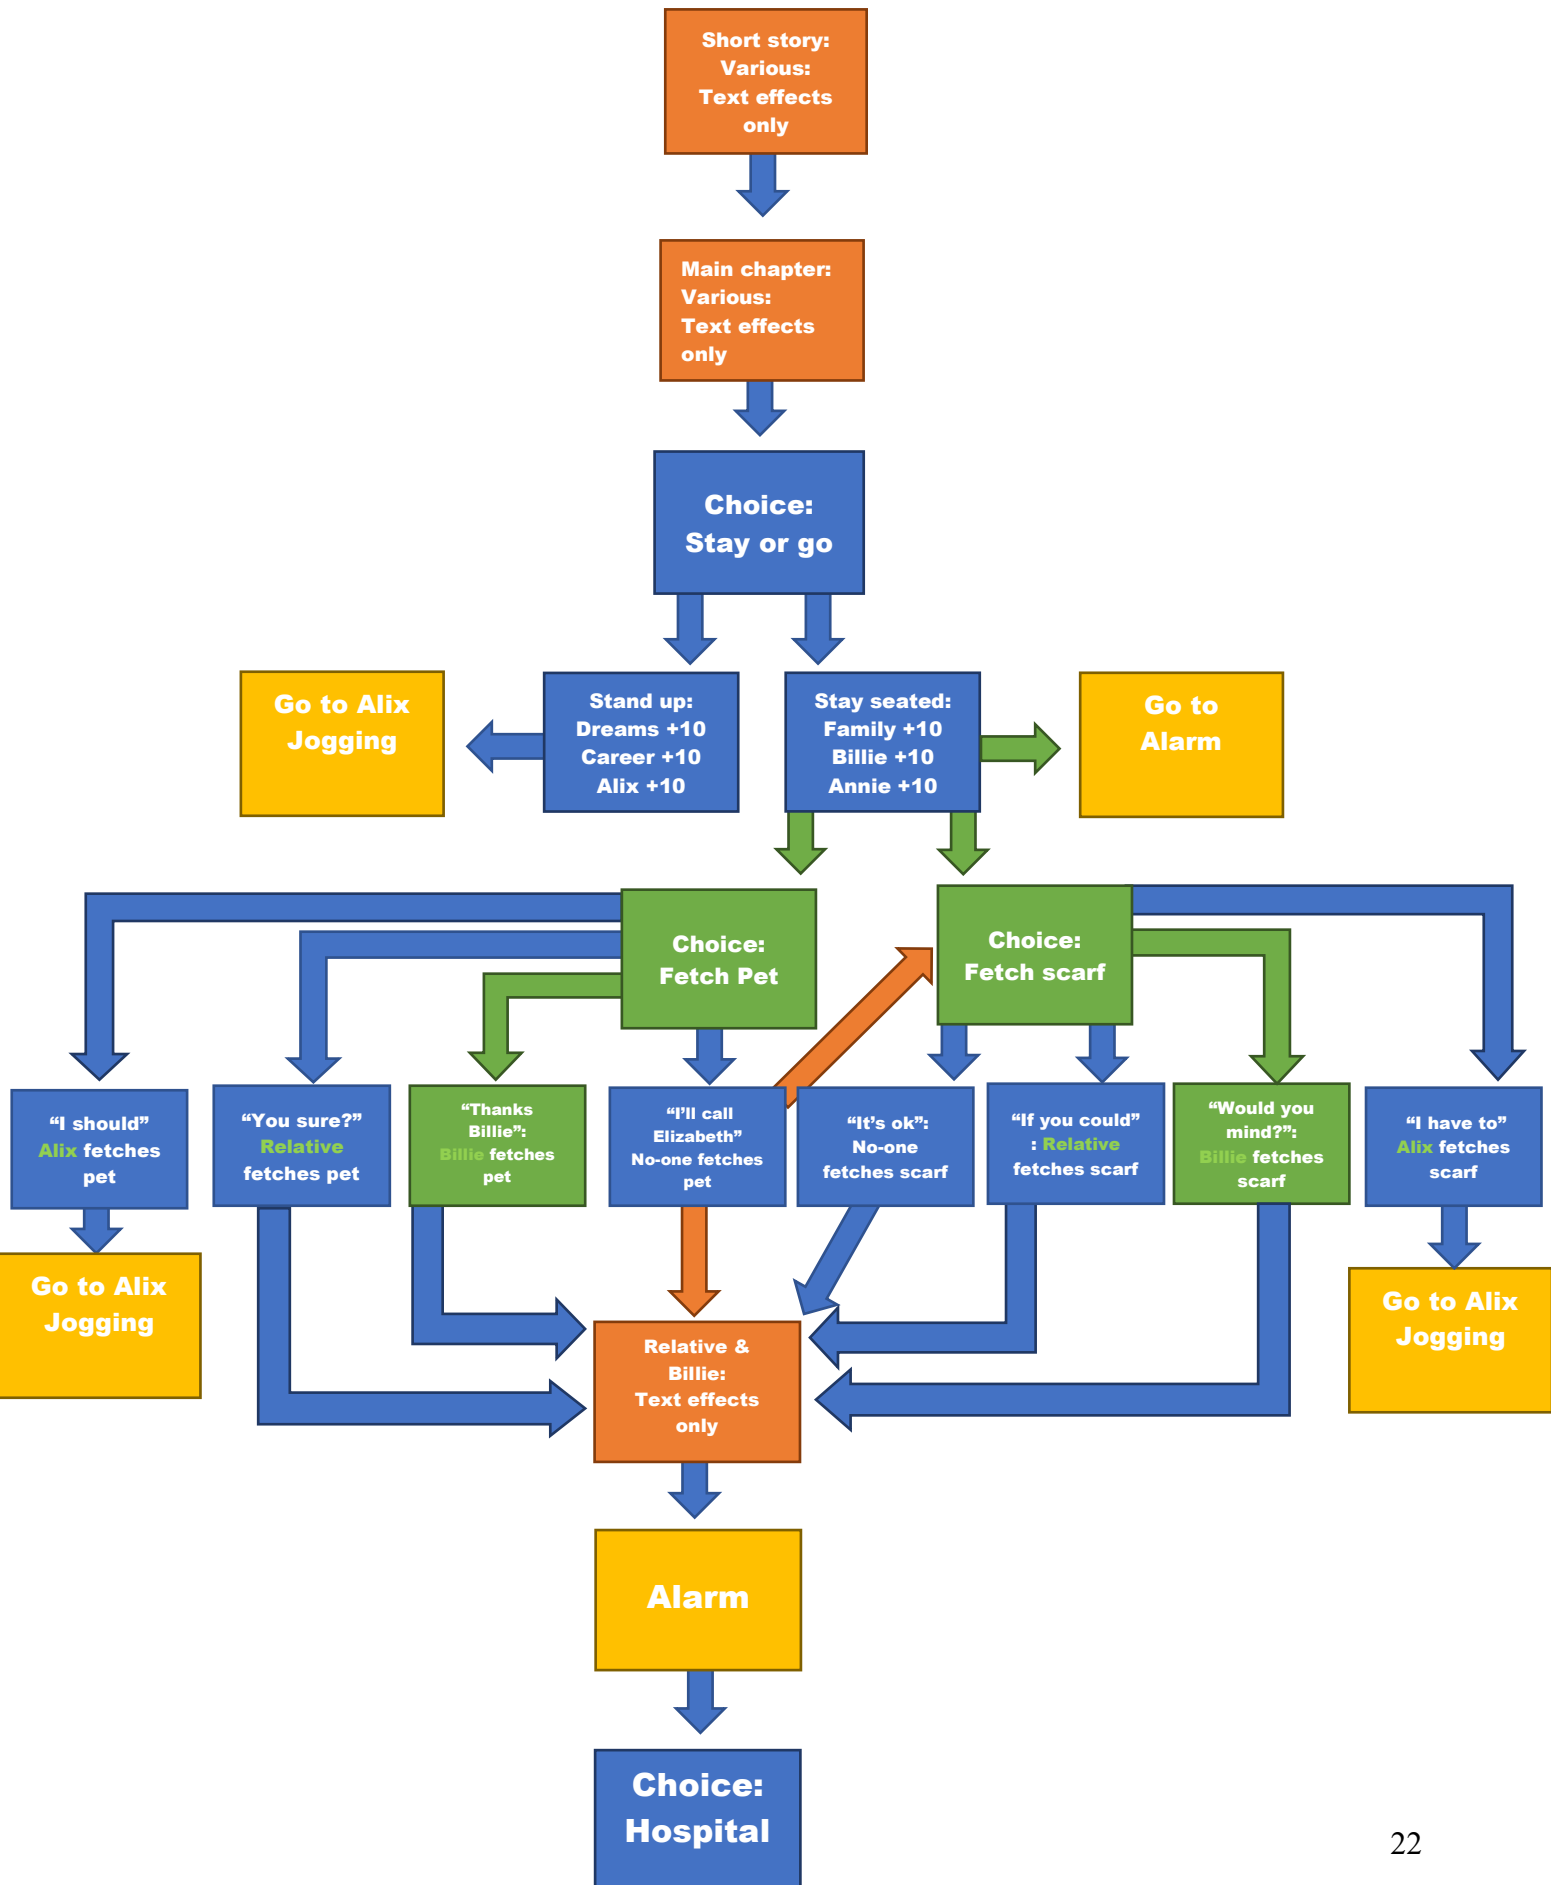 Short story:
Various:
Text effects
only
Main chapter:
Various:
Text effects
only
Choice:
Stay or go
Go to Alix
Jogging
Stand up:
Dreams +10
Career +10
Alix +10
Stay seated:
Family +10
Billie +10
Annie +10
Go to
Alarm
Choice:
Fetch Pet
Choice:
Fetch scarf
“I should”
Alix fetches
pet
“You sure?”
Relative
fetches pet
“Thanks
Billie”:
Billie fetches
pet
“I’ll call
Elizabeth”
No-one fetches
pet
“It’s ok”:
No-one
fetches scarf
“If you could”
: Relative
fetches scarf
“Would you
mind?”:
Billie fetches
scarf
“I have to”
Alix fetches
scarf
Go to Alix
Jogging
Relative &
Billie:
Text effects
only
Go to Alix
Jogging
Alarm
Choice:
Hospital
22